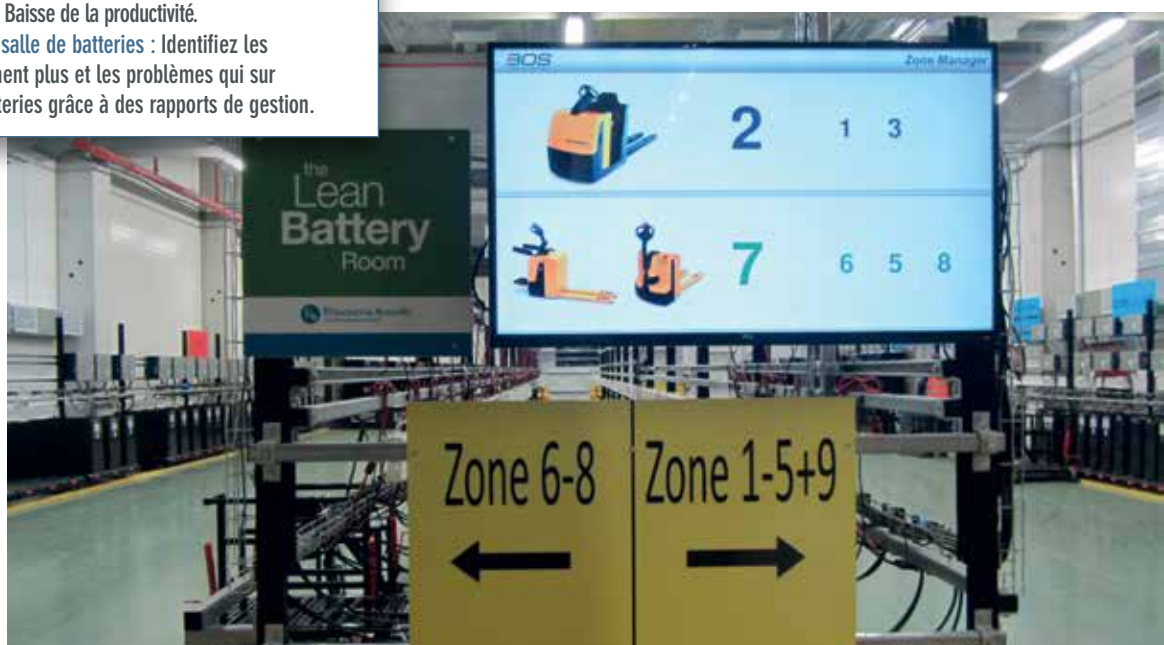 Baisse de la productivité.
salle de batteries : Identifiez les
ment plus et les problèmes qui sur
teries grâce à des rapports de gestion.
BOS Zone Manager
2 1 3
7 6 5 8
the
Lean
Battery
Room
Zone 6-8
Zone 1-5+9